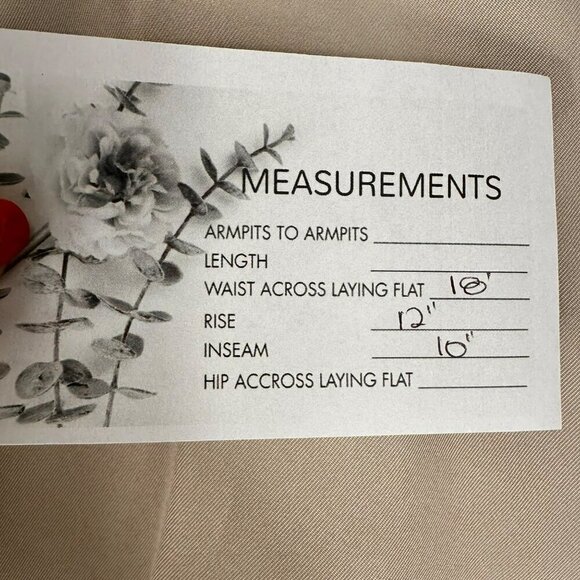 MEASUREMENTS
ARMPITS TO ARMPITS
LENGTH
WAIST ACROSS LAYING FLAT 18'
RISE 12"
INSEAM 10"
HIP ACCROSS LAYING FLAT